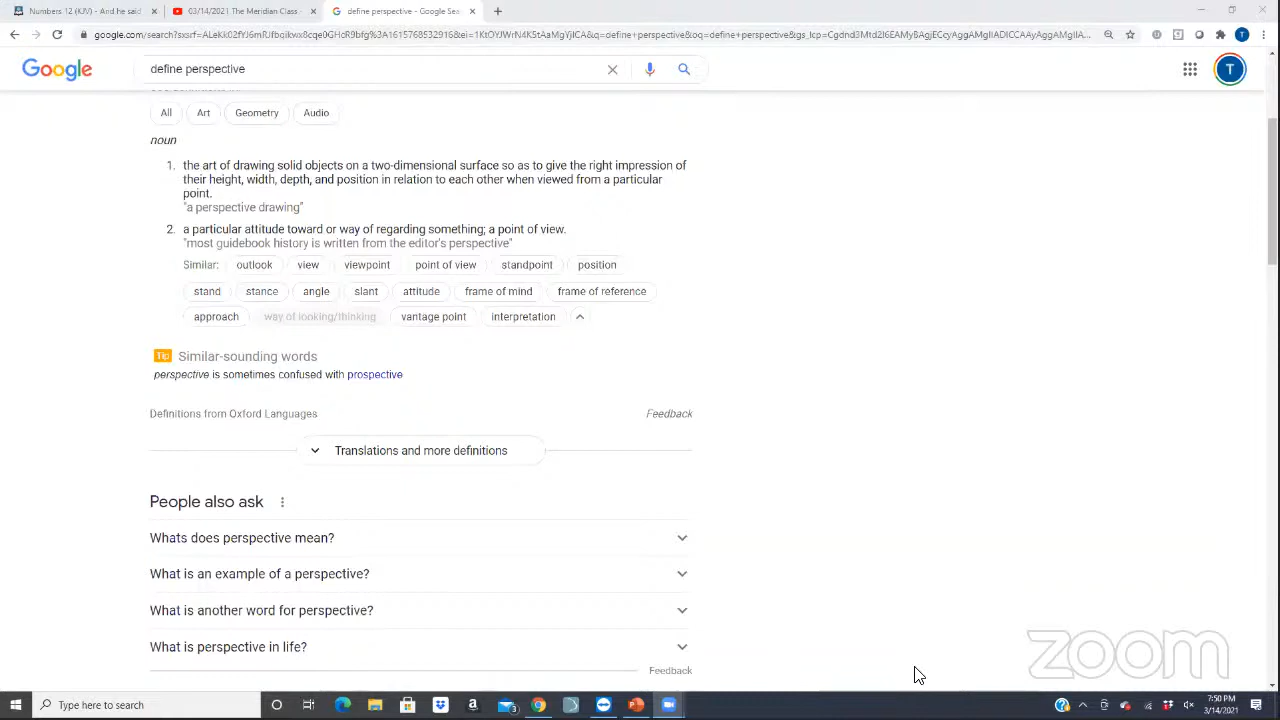 Numbers 12 (KJV) - And he said
03/14/2021 The Meridian Class -
define perspective - Google Sea
Google
define perspective
T
All
Art
Geometry
Audio
noun
1. the art of drawing solid objects on a two-dimensional surface so as to give the right impression of
their height, width, depth, and position in relation to each other when viewed from a particular
point.
"a perspective drawing"
2. a particular attitude toward or way of regarding something; a point of view.
"most guidebook history is written from the editor's perspective"
Similar: outlook view viewpoint point of view standpoint position
stand stance angle slant attitude frame of mind frame of reference
approach way of looking/thinking vantage point interpretation
Tip Similar-sounding words
perspective is sometimes confused with prospective
Definitions from Oxford Languages
Feedback
Translations and more definitions
People also ask
Whats does perspective mean?
What is an example of a perspective?
What is another word for perspective?
What is perspective in life?
Feedback
zoom
Type here to search
7:50 PM
3/14/2021